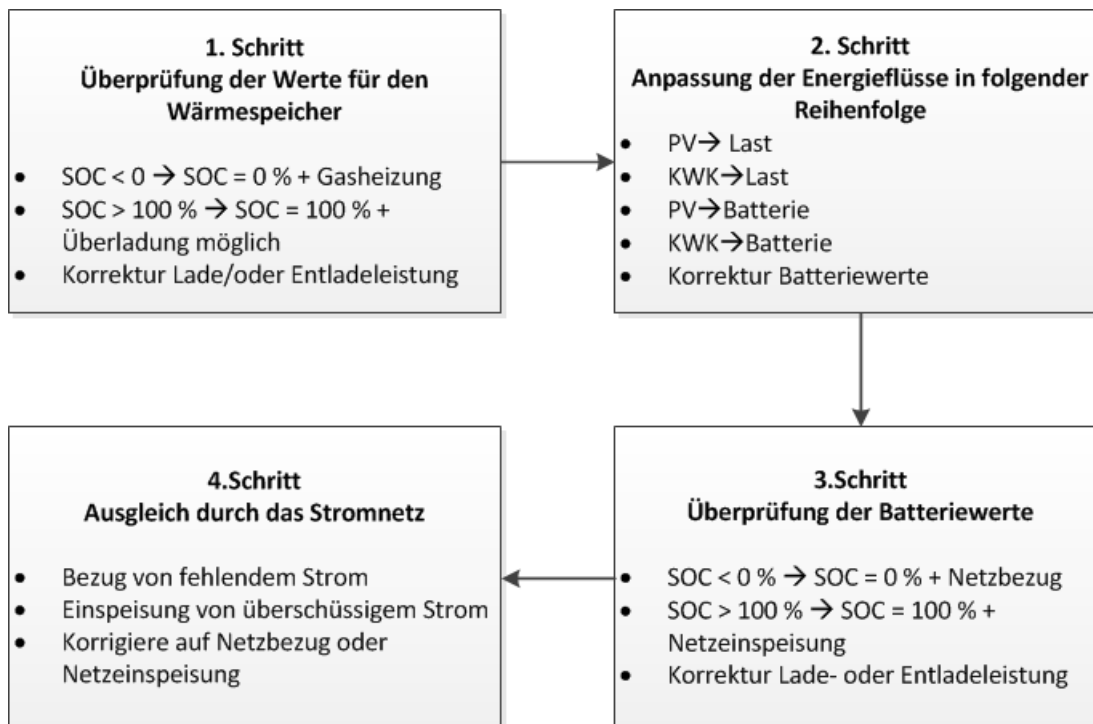 1. Schritt
Überprüfung der Werte für den
Wärmespeicher
• SOC < 0 → SOC = 0 % + Gasheizung
• SOC > 100 % → SOC = 100 % +
Überladung möglich
• Korrektur Lade/oder Entladeleistung
2. Schritt
Anpassung der Energieflüsse in folgender
Reihenfolge
• PV→ Last
• KWK→Last
• PV→Batterie
• KWK→Batterie
• Korrektur Batteriewerte
3.Schritt
Überprüfung der Batteriewerte
• SOC < 0 % → SOC = 0 % + Netzbezug
• SOC > 100 % → SOC = 100 % +
Netzeinspeisung
• Korrektur Lade- oder Entladeleistung
4.Schritt
Ausgleich durch das Stromnetz
• Bezug von fehlendem Strom
• Einspeisung von überschüssigem Strom
• Korrigiere auf Netzbezug oder
Netzeinspeisung